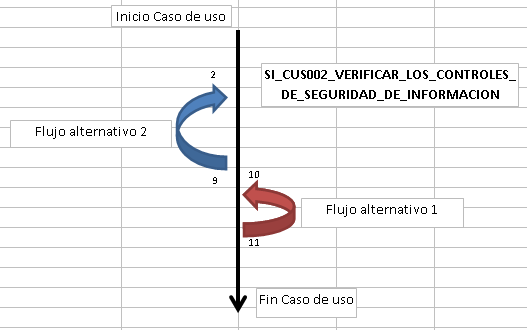 Inicio Caso de uso
2
SI_CUS002_VERIFICAR_LOS_CONTROLES_
DE_SEGURIDAD_DE_INFORMACION
Flujo alternativo 2
9
10
Flujo alternativo 1
11
Fin Caso de uso